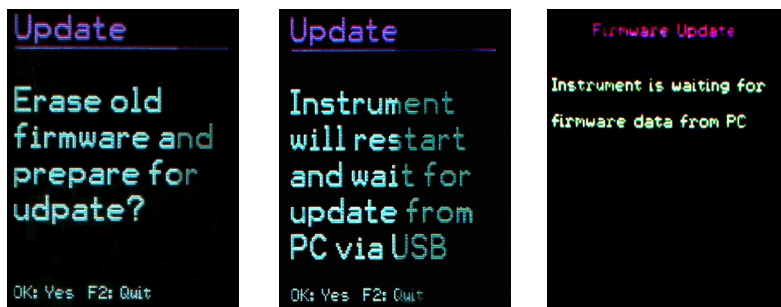 Update
Erase old
firmware and
prepare for
udpate?
OK: Yes F2: Quit
Update
Instrument
will restart
and wait for
update from
PC via USB
OK: Yes F2: Quit
Firmware Update
Instrument is waiting for
firmware data from PC